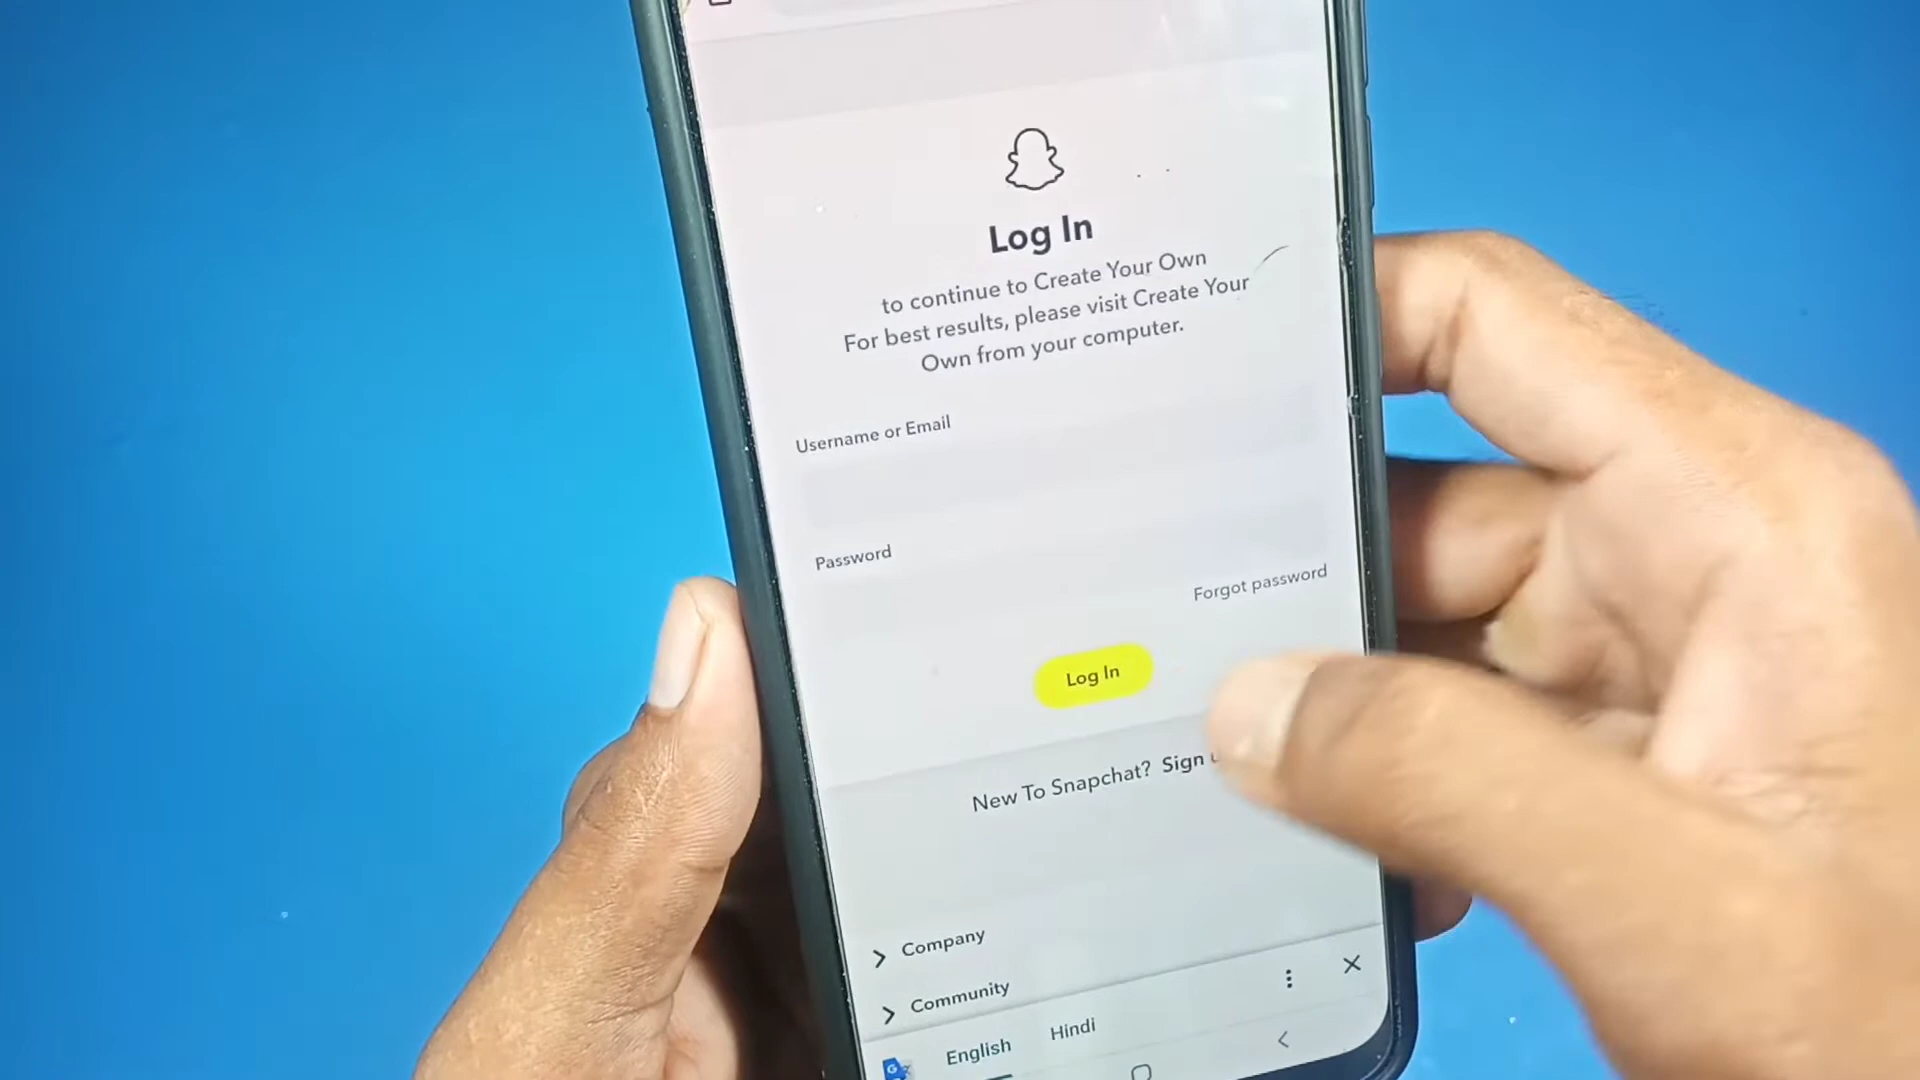 Log In
to continue to Create Your Own
For best results, please visit Create Your
Own from your computer.
Username or Email
Password
Forgot password
Log In
New To Snapchat? Sign
Company
Community
English Hindi